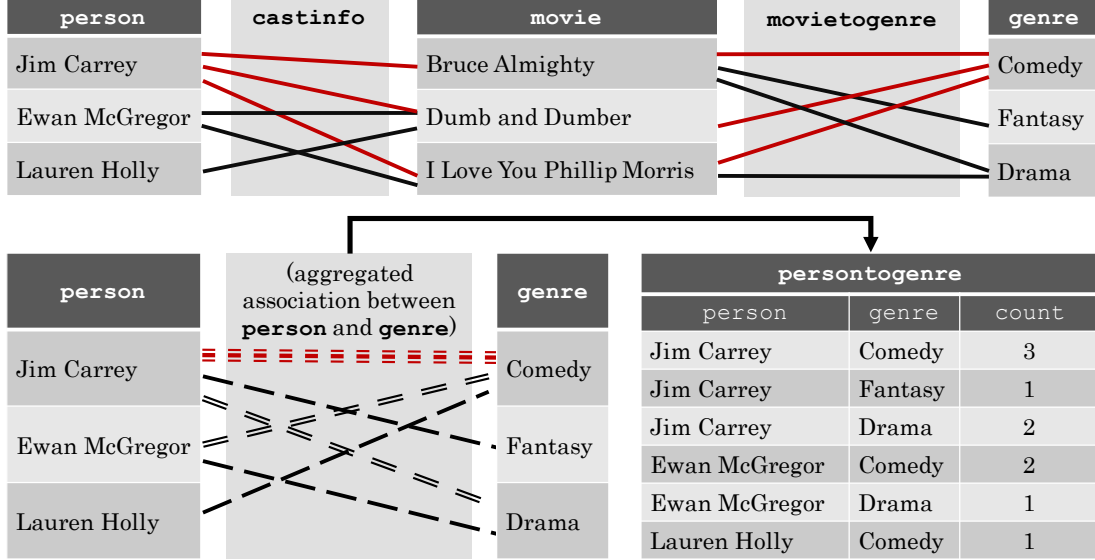 person castinfo movie movietogenre genre
Jim Carrey Bruce Almighty Comedy
Ewan McGregor Dumb and Dumber Fantasy
Lauren Holly I Love You Phillip Morris Drama
person
(aggregated
association between
person and genre)
genre
Jim Carrey Comedy
Ewan McGregor Fantasy
Lauren Holly Drama
persontogenre
person genre count
Jim Carrey Comedy 3
Jim Carrey Fantasy 1
Jim Carrey Drama 2
Ewan McGregor Comedy 2
Ewan McGregor Drama 1
Lauren Holly Comedy 1